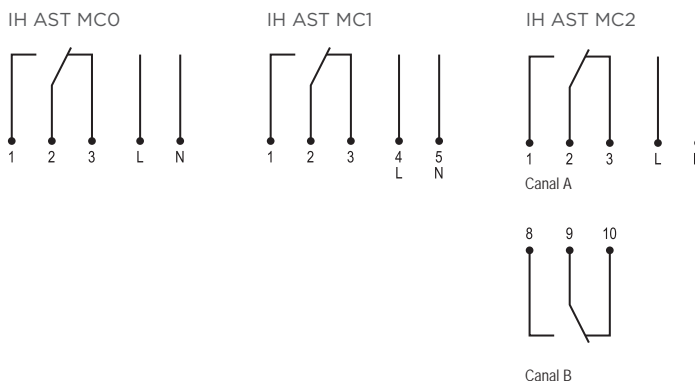 IH AST MC0
1 2 3 L N
IH AST MC1
1 2 3 4 5
L N
IH AST MC2
1 2 3 L
Canal A
8 9 10
Canal B